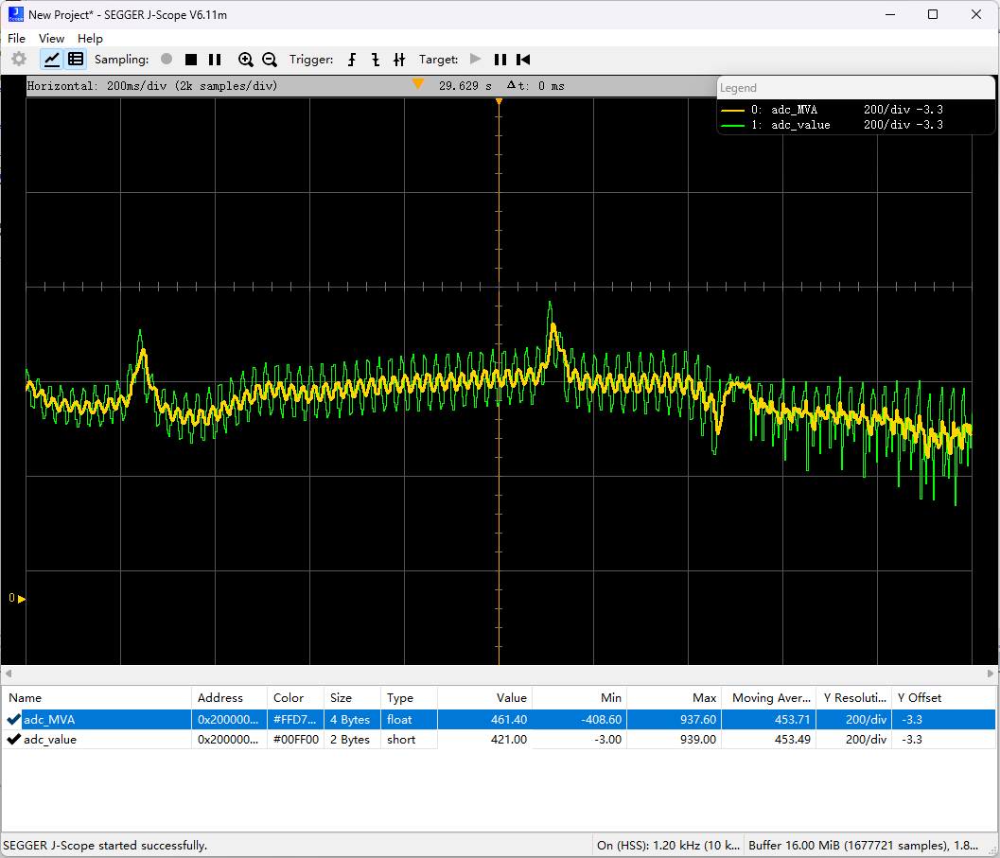 New Project* - SEGGER J-Scope V6.11m
File View Help
Sampling: Trigger: Target:
Horizontal: 200ms/div (2k samples/div) 29.629 s Δt: 0 ms
Legend
0: adc_MVA 200/div -3.3
1: adc_value 200/div -3.3
0
Name Address Color Size Type Value Min Max Moving Aver... Y Resoluti... Y Offset
adc_MVA 0x200000... #FFD7... 4 Bytes float 461.40 -408.60 937.60 453.71 200/div -3.3
adc_value 0x200000... #00FF00 2 Bytes short 421.00 -3.00 939.00 453.49 200/div -3.3
SEGGER J-Scope started successfully. On (HSS): 1.20 kHz (10 k... Buffer 16.00 MiB (1677721 samples), 1.8...